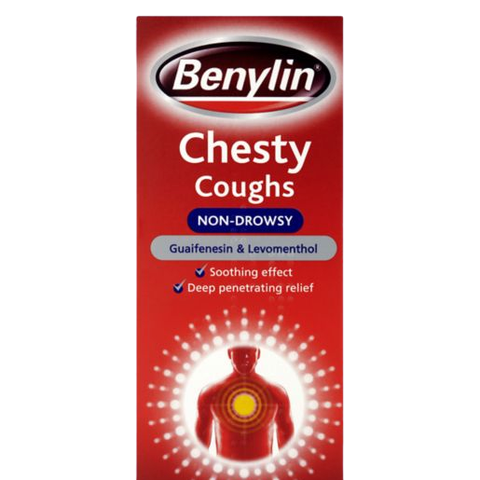 Benylin®
Chesty
Coughs
NON-DROWSY
Guaifenesin & Levomenthol
Soothing effect
Deep penetrating relief